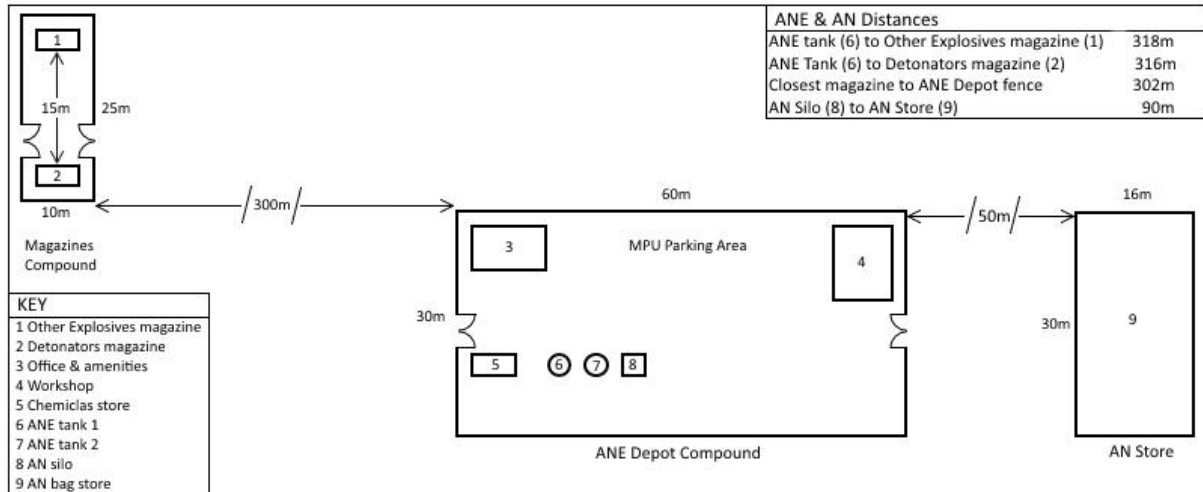 ANE & AN Distances
ANE tank (6) to Other Explosives magazine (1) 318m
ANE Tank (6) to Detonators magazine (2) 316m
Closest magazine to ANE Depot fence 302m
AN Silo (8) to AN Store (9) 90m
1
15m 25m
2
10m
300m
60m
50m
16m
Magazines
Compound
3
MPU Parking Area
4
30m
5
6
7
8
30m
9
ANE Depot Compound
AN Store
KEY
1 Other Explosives magazine
2 Detonators magazine
3 Office & amenities
4 Workshop
5 Chemiclas store
6 ANE tank 1
7 ANE tank 2
8 AN silo
9 AN bag store